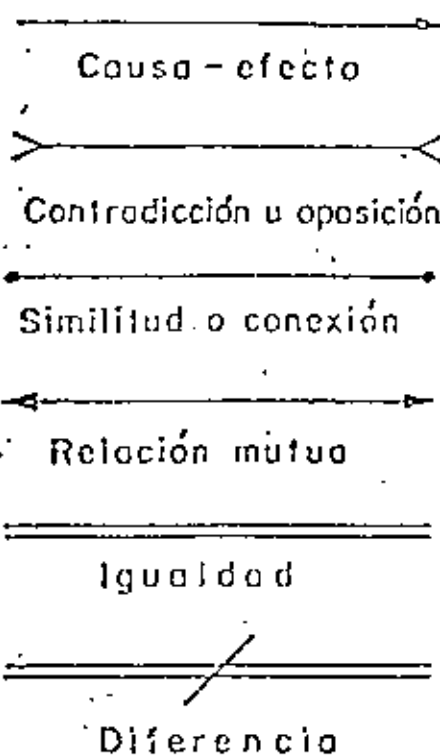 Causa - efecto
Contradicción u oposición
Similitud o conexión
Relación mutua
Igualdad
Diferencia